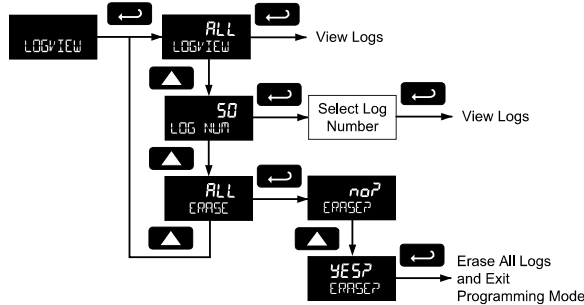 LOGVIEW
ALL
LOGVIEW
View Logs
50
LOG NUM
Select Log
Number
View Logs
ALL
ERASE
no?
ERASE?
YES?
ERASE?
Erase All Logs
and Exit
Programming Mode